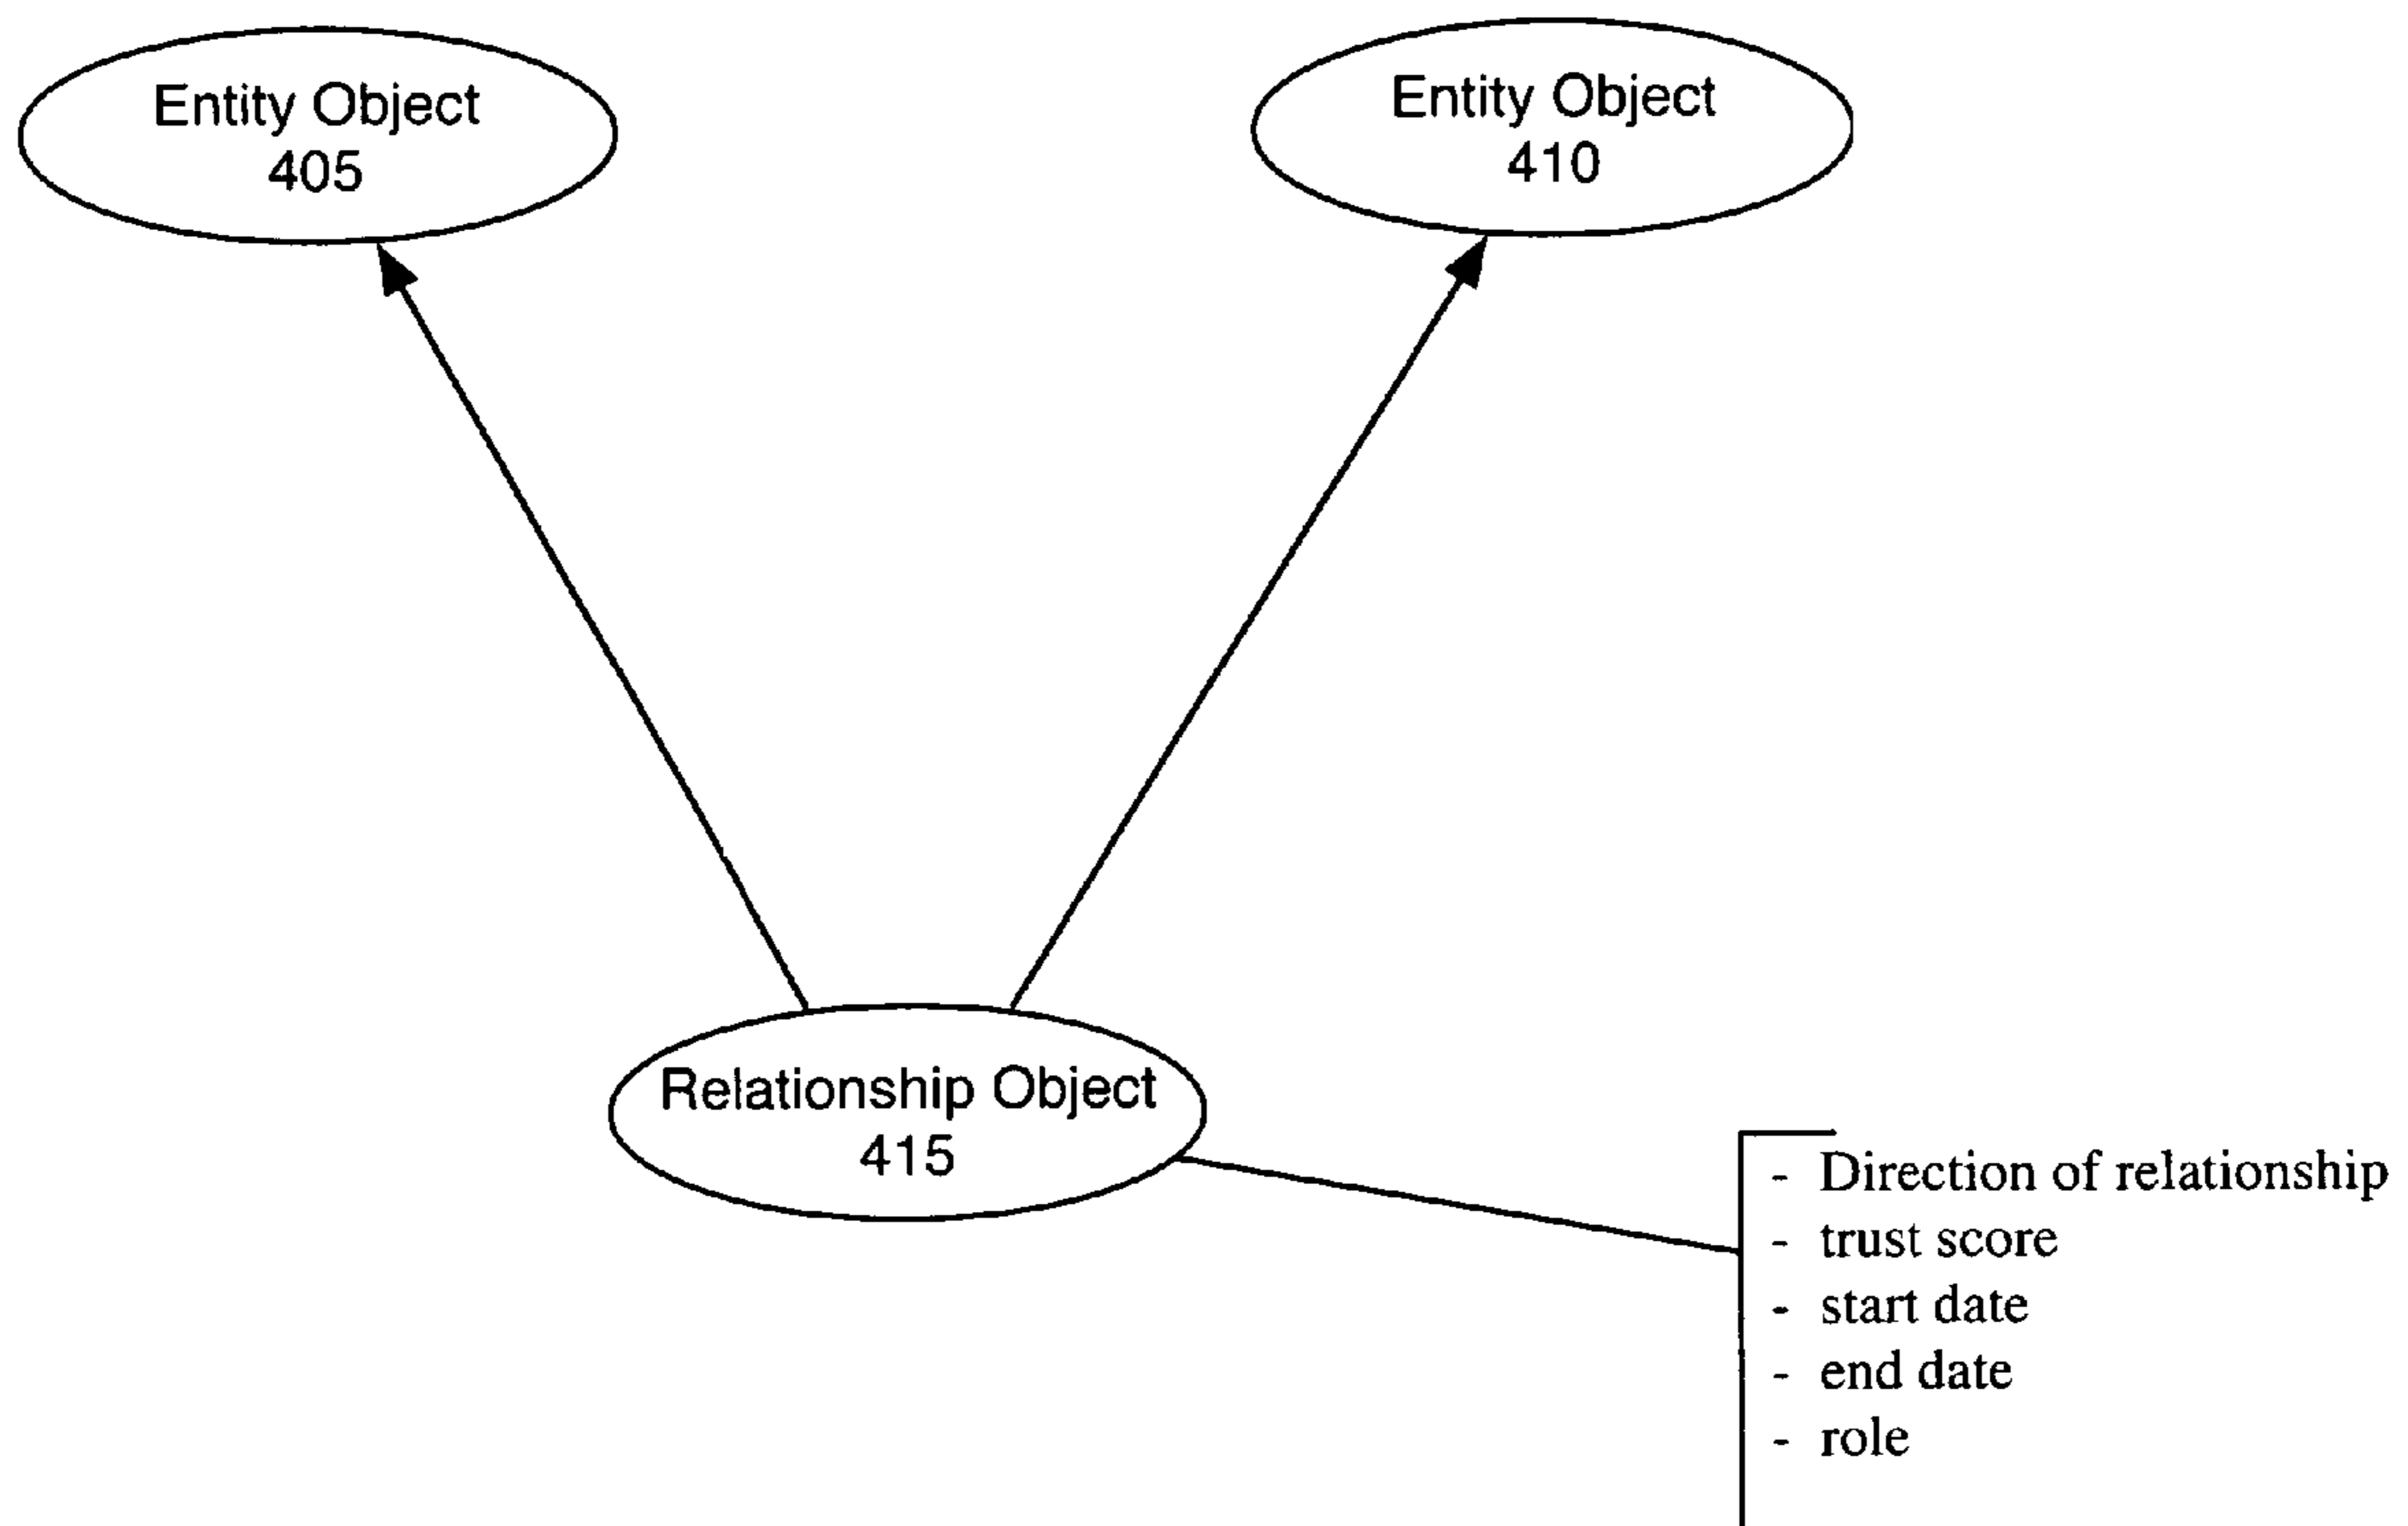 Entity Object
405
Entity Object
410
Relationship Object
415
- Direction of relationship
- trust score
- start date
- end date
- role